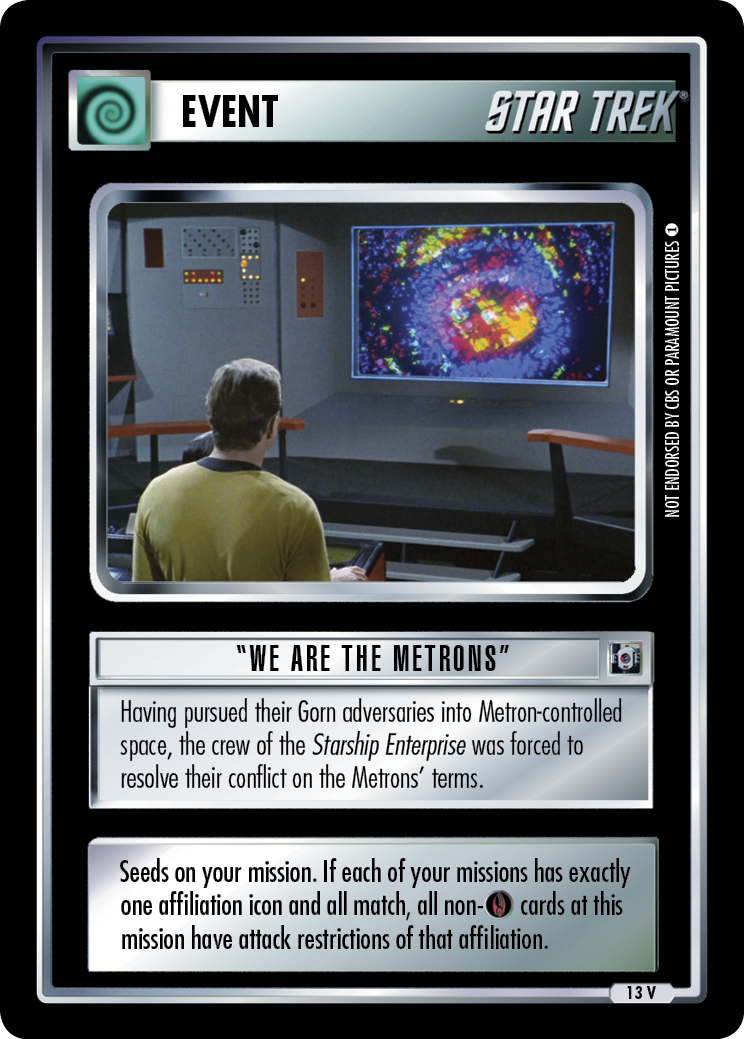 EVENT
STAR TREK®
NOT ENDORSED BY CBS OR PARAMOUNT PICTURES 1
“WE ARE THE METRONS”
Having pursued their Gorn adversaries into Metron-controlled
space, the crew of the Starship Enterprise was forced to
resolve their conflict on the Metrons’ terms.
Seeds on your mission. If each of your missions has exactly
one affiliation icon and all match, all non- cards at this
mission have attack restrictions of that affiliation.
13 V